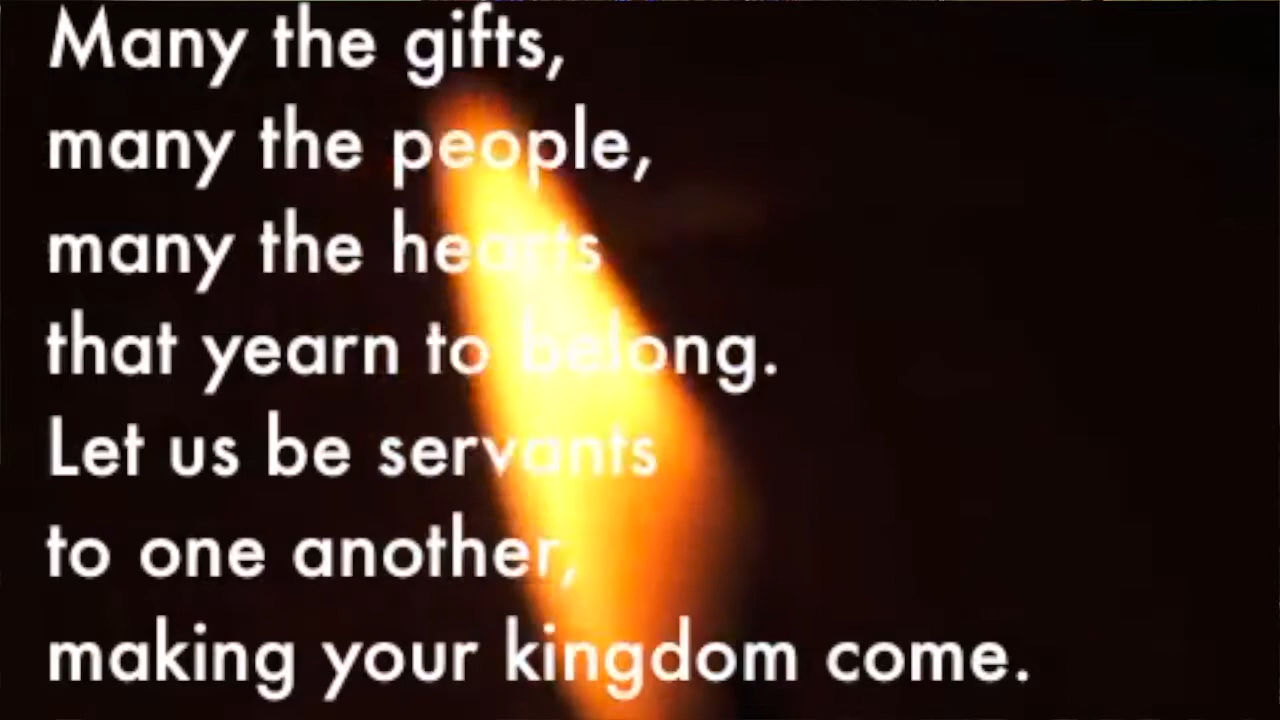 Many the gifts,
many the people,
many the hearts
that yearn to belong.
Let us be servants
to one another,
making your kingdom come.